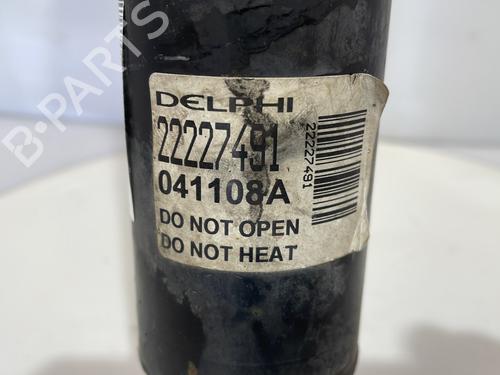 B-PARTS
DELPHI
22227491
041108A
DO NOT OPEN
DO NOT HEAT
22227491